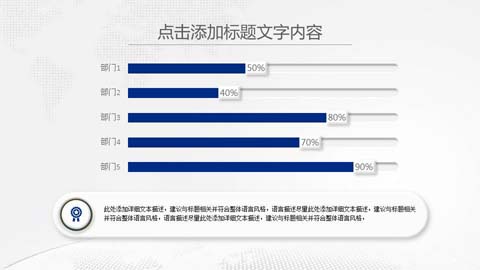 点击添加标题文字内容
部门1 50%
部门2 40%
部门3 80%
部门4 70%
部门5 90%
此处添加详细文本描述，建议与标题相关并符合整体语言风格，语言描述尽量此处添加详细文本描述，建议与标题相关
并符合整体语言风格，语言描述尽量此处添加详细文本描述，建议与标题相关并符合整体语言风格，